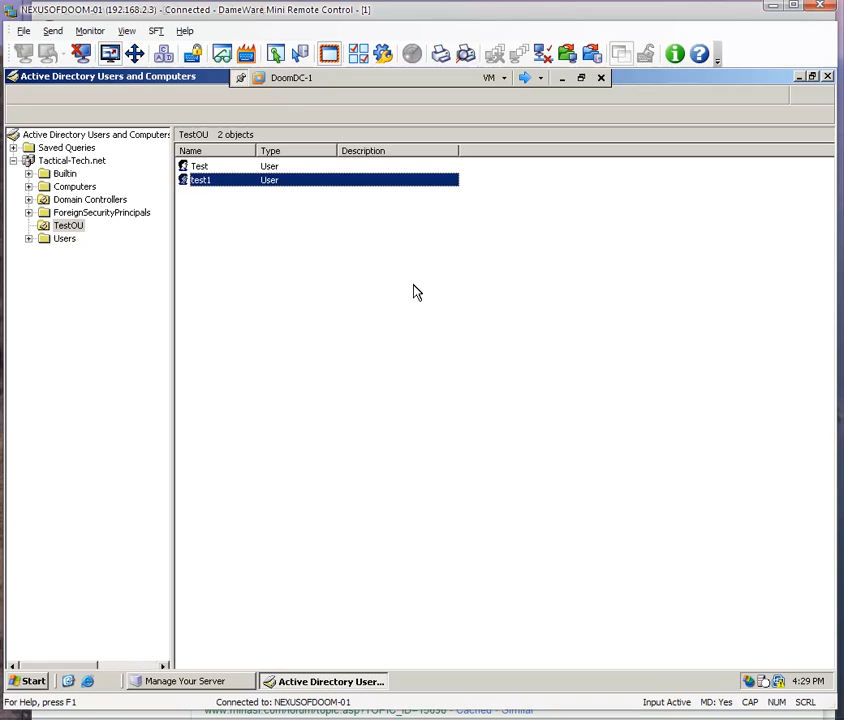 NEXUSOFDOOM-01 (192.168.2.3) - Connected - DameWare Mini Remote Control - [1]
File Send Monitor View SFT Help
Active Directory Users and Computers
DoomDC-1
VM
Active Directory Users and Computers
TestOU 2 objects
Saved Queries
Name Type Description
Tactical-Tech.net
Test User
Builtin
test1 User
Computers
Domain Controllers
ForeignSecurityPrincipals
TestOU
Users
Start
Manage Your Server
Active Directory User...
4:29 PM
For Help, press F1
Connected to: NEXUSOFDOOM-01
Input Active
MD: Yes
CAP
NUM
SCRL
- Cached - Similar